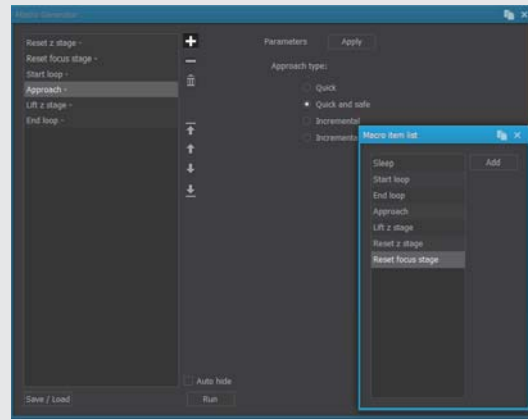 Macro Generator
Reset z stage -
Reset focus stage -
Start loop -
Approach -
Lift z stage -
End loop -
Parameters
Apply
Approach type:
Quick
Quick and safe
Incremental
Macro item list
Sleep
Start loop
End loop
Approach
Lift z stage
Reset z stage
Reset focus stage
Add
Auto hide
Save / Load
Run